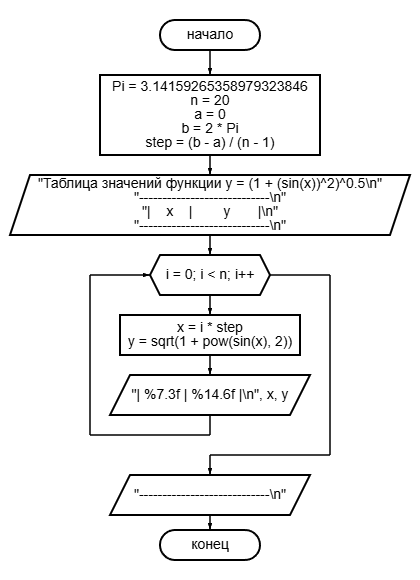 начало
Pi = 3.14159265358979323846
n = 20
a = 0
b = 2 * Pi
step = (b - a) / (n - 1)
"Таблица значений функции y = (1 + (sin(x))^2)^0.5\n"
"----------------------------\n"
"|    x    |        y       |\n"
"----------------------------\n"
i = 0; i < n; i++
x = i * step
y = sqrt(1 + pow(sin(x), 2))
"| %7.3f | %14.6f |\n", x, y
"----------------------------\n"
конец